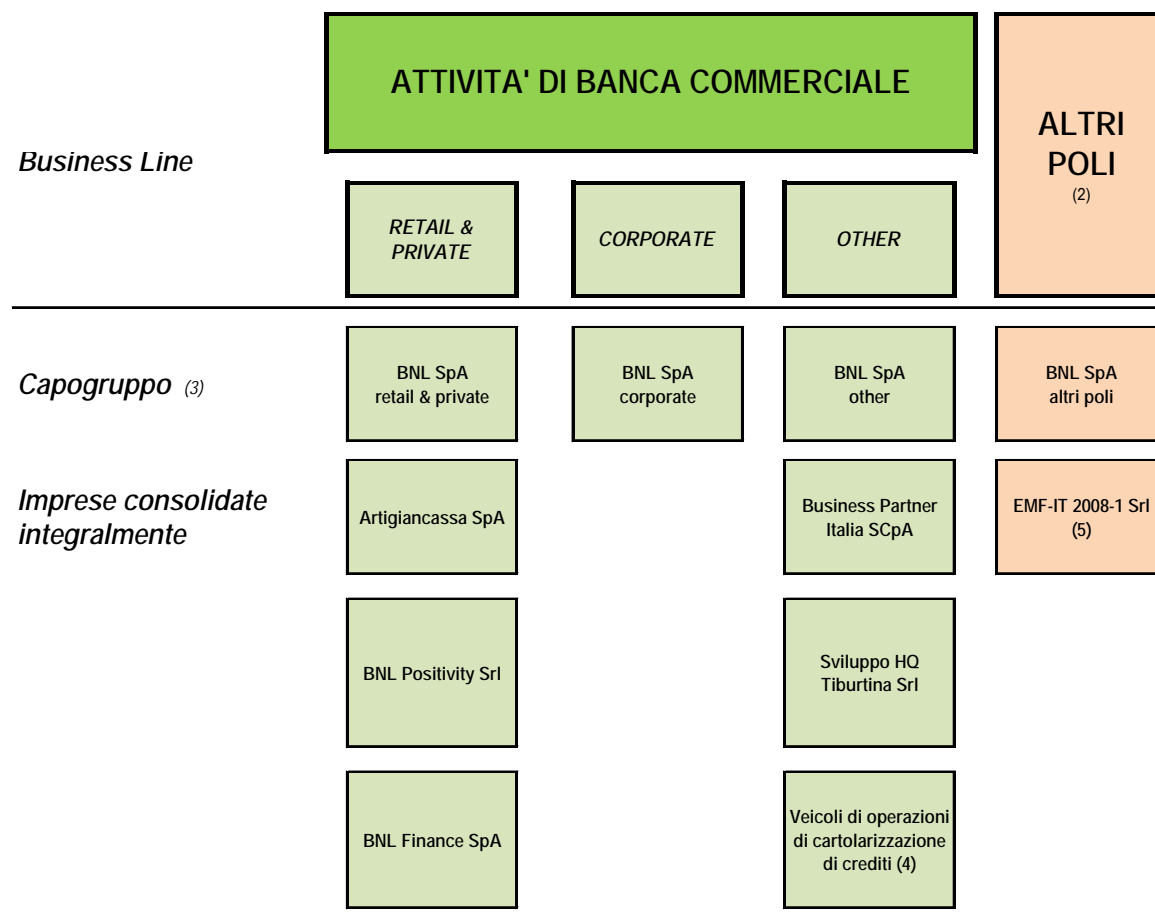 ATTIVITA' DI BANCA COMMERCIALE
ALTRI
POLI
(2)
Business Line
RETAIL &
PRIVATE
CORPORATE
OTHER
Capogruppo (3)
BNL SpA
retail & private
BNL SpA
corporate
BNL SpA
other
BNL SpA
altri poli
Imprese consolidate
integralmente
Artigiancassa SpA
Business Partner
Italia SCpA
EMF-IT 2008-1 Srl
(5)
BNL Positivity Srl
Sviluppo HQ
Tiburtina Srl
BNL Finance SpA
Veicoli di operazioni
di cartolarizzazione
di crediti (4)